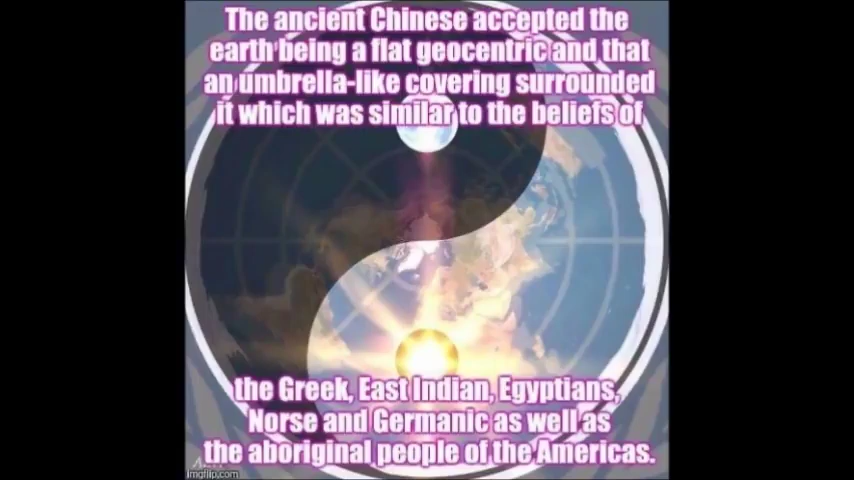 The ancient Chinese accepted the
earth being a flat geocentric and that
an umbrella-like covering surrounded
it which was similar to the beliefs of
the Greek, East Indian, Egyptians,
Norse and Germanic as well as
the aboriginal people of the Americas.
imgflip.com